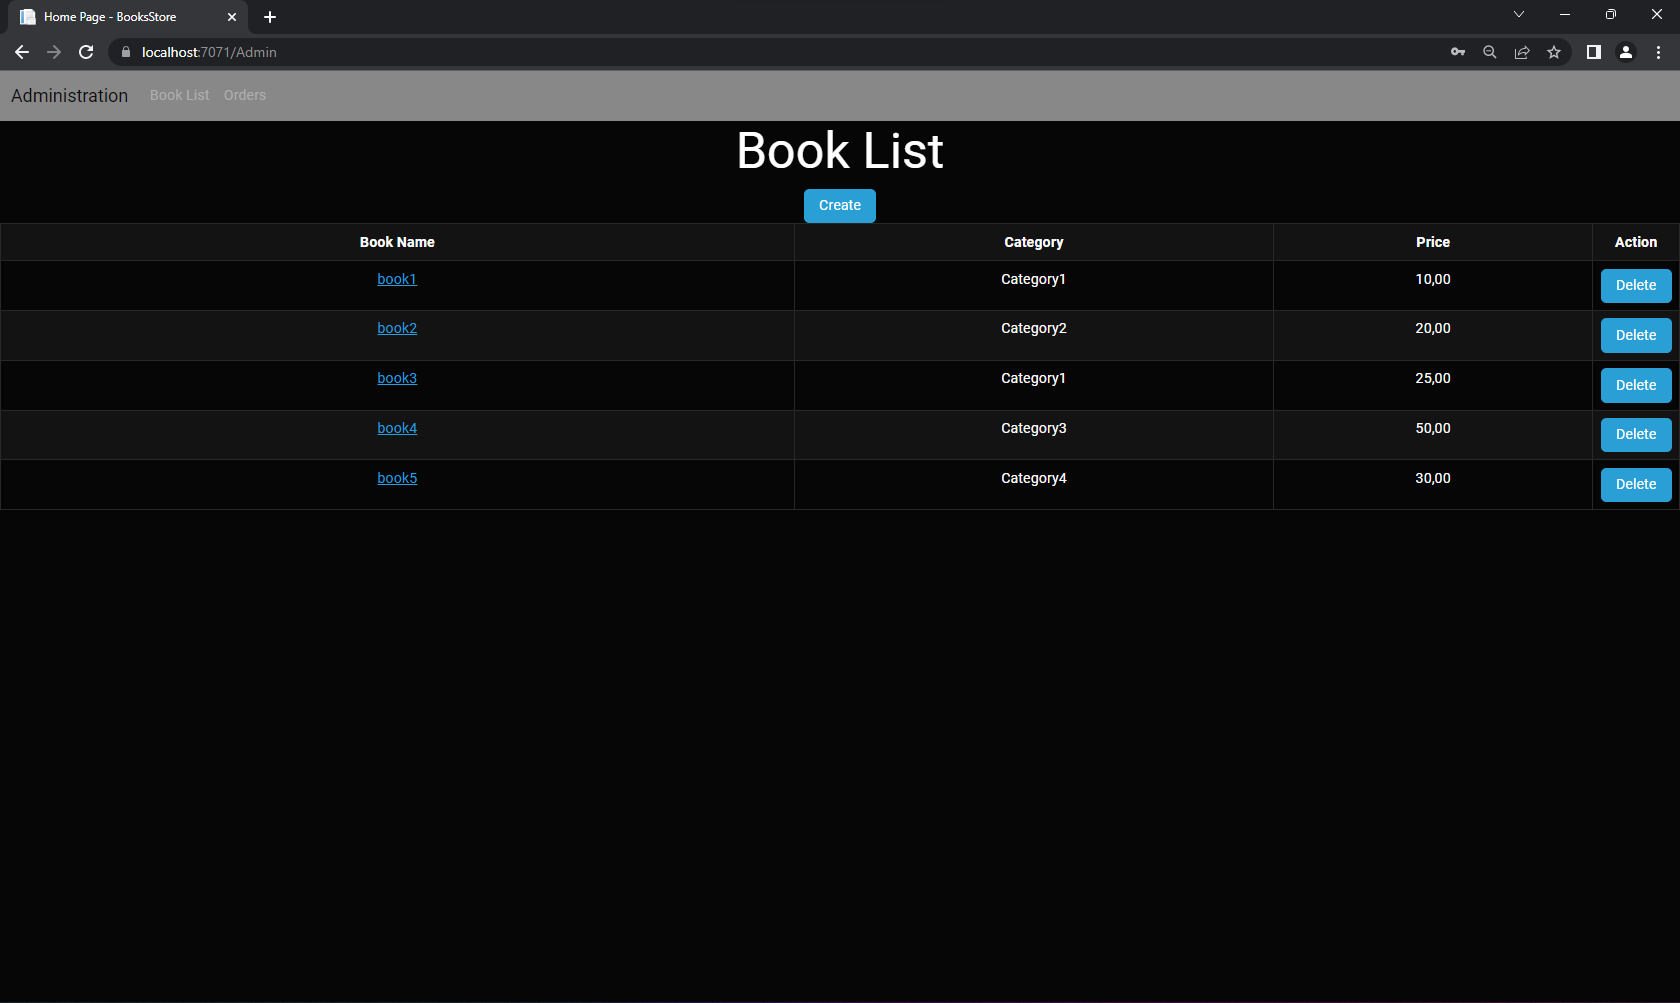 Home Page - BooksStore
localhost:7071/Admin
Administration Book List Orders
Book List
Create
Book Name Category Price Action
book1 Category1 10,00 Delete
book2 Category2 20,00 Delete
book3 Category1 25,00 Delete
book4 Category3 50,00 Delete
book5 Category4 30,00 Delete